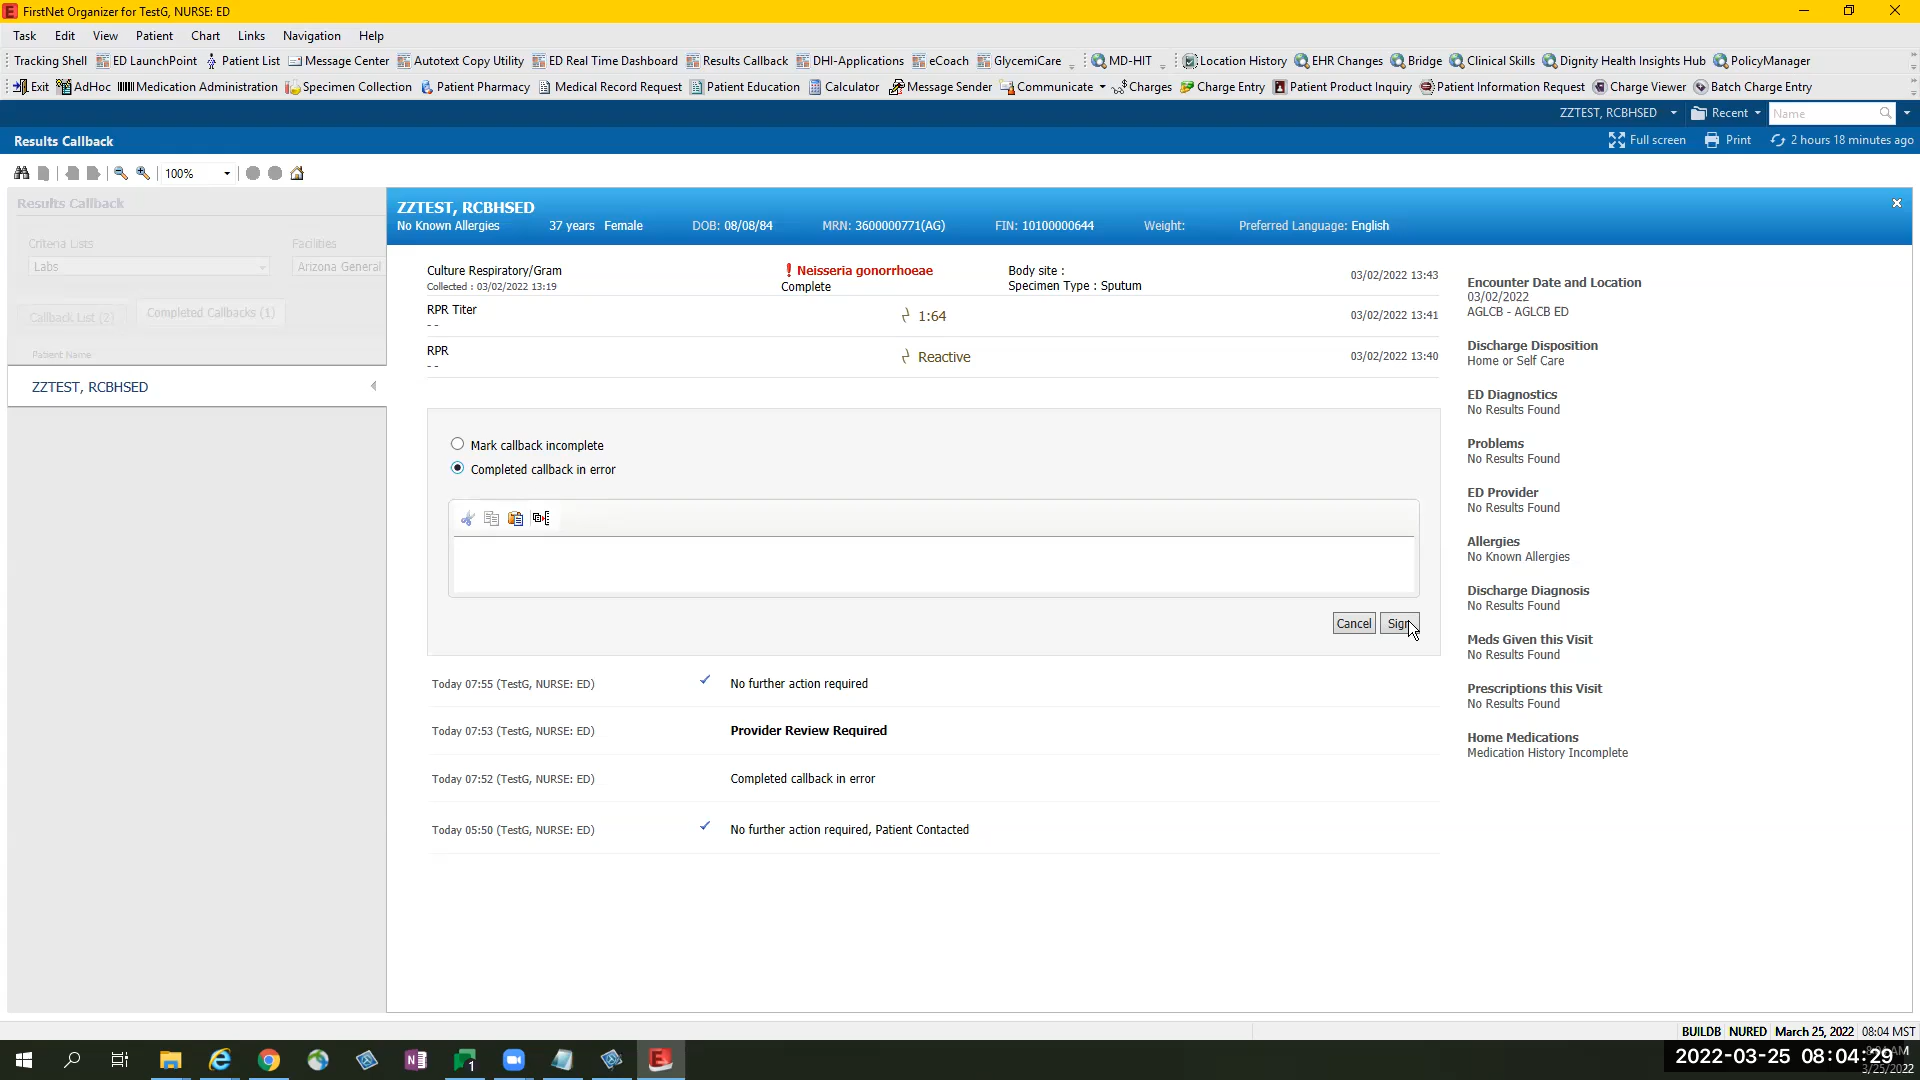 FirstNet Organizer for TestG, NURSE: ED
Task Edit View Patient Chart Links Navigation Help
Tracking Shell ED LaunchPoint Patient List Message Center Autotext Copy Utility ED Real Time Dashboard Results Callback DHI-Applications eCoach GlycemiCare MD-HIT Location History EHR Changes Bridge Clinical Skills Dignity Health Insights Hub PolicyManager
Exit AdHoc Medication Administration Specimen Collection Patient Pharmacy Medical Record Request Patient Education Calculator Message Sender Communicate Charges Charge Entry Patient Product Inquiry Patient Information Request Charge Viewer Batch Charge Entry
ZZTEST, RCBHSED Recent Name
Results Callback Full screen Print 2 hours 18 minutes ago
100%
Results Callback
Criteria Lists Facilities
Labs Arizona General
Callback List (2) Completed Callbacks (1)
Patient Name
ZZTEST, RCBHSED
ZZTEST, RCBHSED
No Known Allergies 37 years Female DOB: 08/08/84 MRN: 3600000771(AG) FIN: 10100000644 Weight: Preferred Language: English
Culture Respiratory/Gram ! Neisseria gonorrhoeae Body site : 03/02/2022 13:43
Collected : 03/02/2022 13:19 Complete Specimen Type : Sputum
RPR Titer 1:64 03/02/2022 13:41
- -
RPR Reactive 03/02/2022 13:40
- -
Mark callback incomplete
Completed callback in error
Cancel Sign
Today 07:55 (TestG, NURSE: ED) No further action required
Today 07:53 (TestG, NURSE: ED) Provider Review Required
Today 07:52 (TestG, NURSE: ED) Completed callback in error
Today 05:50 (TestG, NURSE: ED) No further action required, Patient Contacted
Encounter Date and Location
03/02/2022
AGLCB - AGLCB ED
Discharge Disposition
Home or Self Care
ED Diagnostics
No Results Found
Problems
No Results Found
ED Provider
No Results Found
Allergies
No Known Allergies
Discharge Diagnosis
No Results Found
Meds Given this Visit
No Results Found
Prescriptions this Visit
No Results Found
Home Medications
Medication History Incomplete
BUILDB NURED March 25, 2022 08:04 MST
2022-03-25 08:04:29
3/25/2022